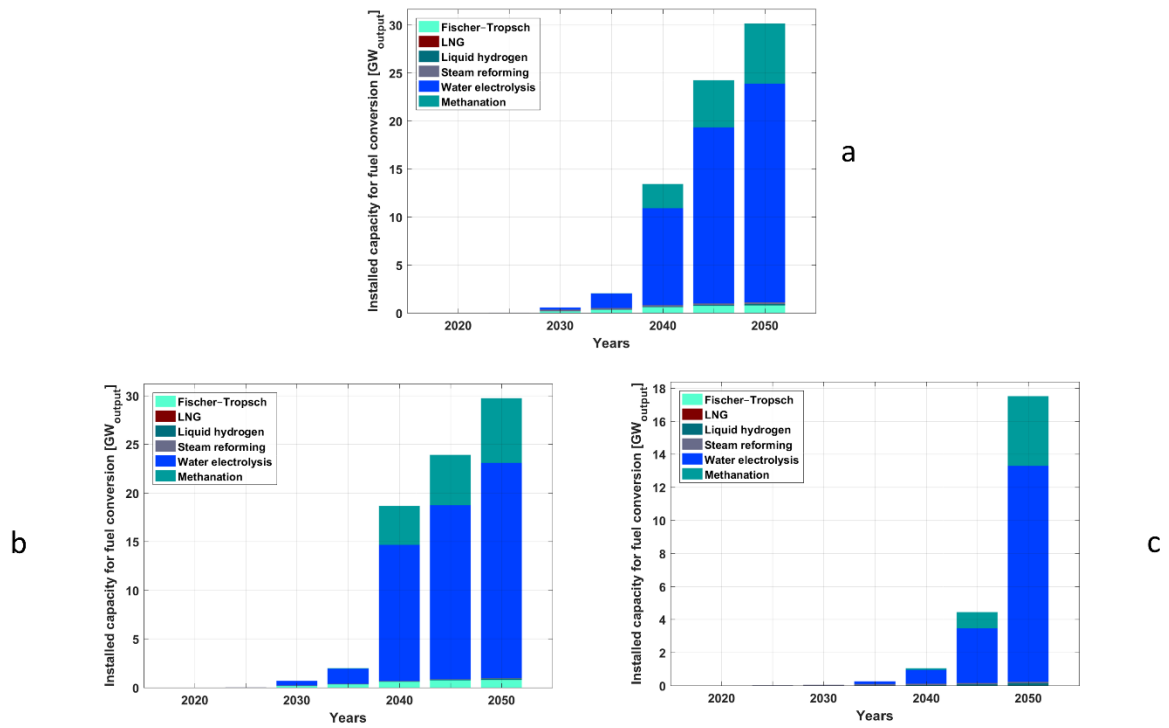 Installed capacity for fuel conversion [GWoutput]
30
25
20
15
10
5
0
Fischer-Tropsch
LNG
Liquid hydrogen
Steam reforming
Water electrolysis
Methanation
2020 2030 2040 2050
Years
a
b
Installed capacity for fuel conversion [GWoutput]
30
25
20
15
10
5
0
Fischer-Tropsch
LNG
Liquid hydrogen
Steam reforming
Water electrolysis
Methanation
2020 2030 2040 2050
Years
Installed capacity for fuel conversion [GWoutput]
18
16
14
12
10
8
6
4
2
0
Fischer-Tropsch
LNG
Liquid hydrogen
Steam reforming
Water electrolysis
Methanation
2020 2030 2040 2050
Years
c